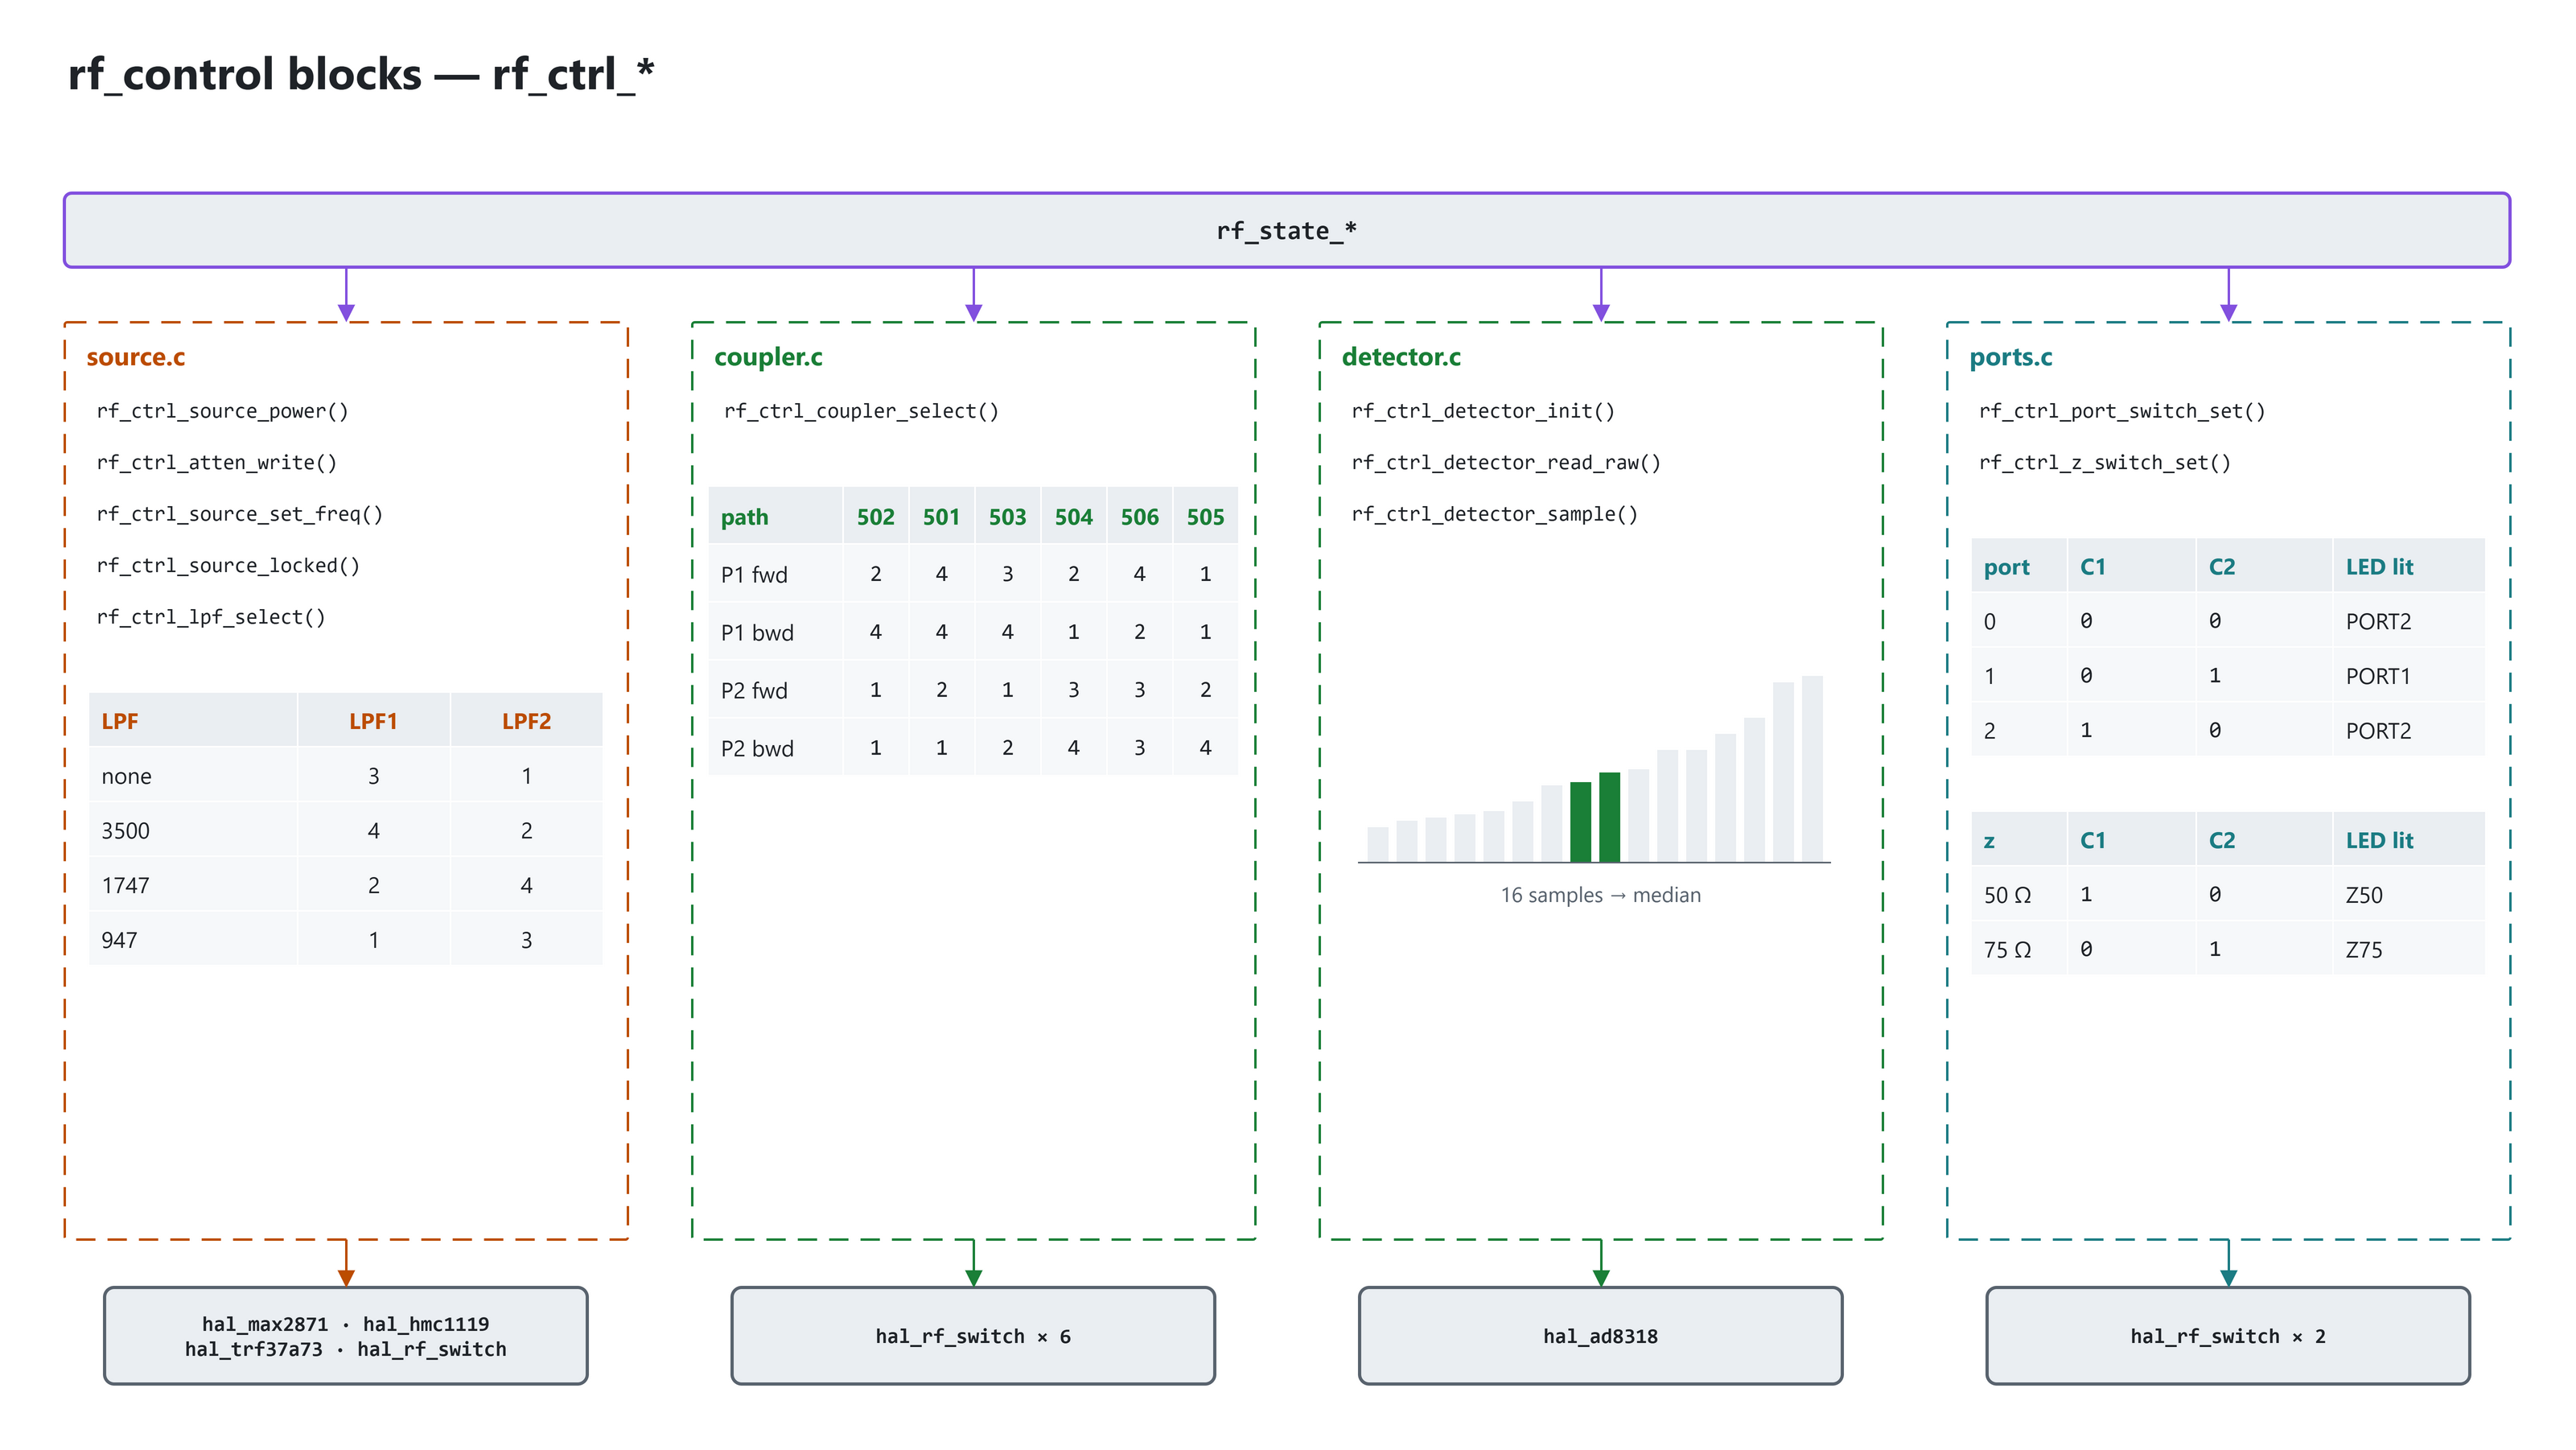 rf_control blocks — rf_ctrl_*
rf_state_*
source.c
rf_ctrl_source_power()
rf_ctrl_atten_write()
rf_ctrl_source_set_freq()
rf_ctrl_source_locked()
rf_ctrl_lpf_select()
LPF LPF1 LPF2
none 3 1
3500 4 2
1747 2 4
947 1 3
hal_max2871 · hal_hmc1119
hal_trf37a73 · hal_rf_switch
coupler.c
rf_ctrl_coupler_select()
path 502 501 503 504 506 505
P1 fwd 2 4 3 2 4 1
P1 bwd 4 4 4 1 2 1
P2 fwd 1 2 1 3 3 2
P2 bwd 1 1 2 4 3 4
hal_rf_switch × 6
detector.c
rf_ctrl_detector_init()
rf_ctrl_detector_read_raw()
rf_ctrl_detector_sample()
16 samples → median
hal_ad8318
ports.c
rf_ctrl_port_switch_set()
rf_ctrl_z_switch_set()
port C1 C2 LED lit
0 0 0 PORT2
1 0 1 PORT1
2 1 0 PORT2
z C1 C2 LED lit
50 Ω 1 0 Z50
75 Ω 0 1 Z75
hal_rf_switch × 2